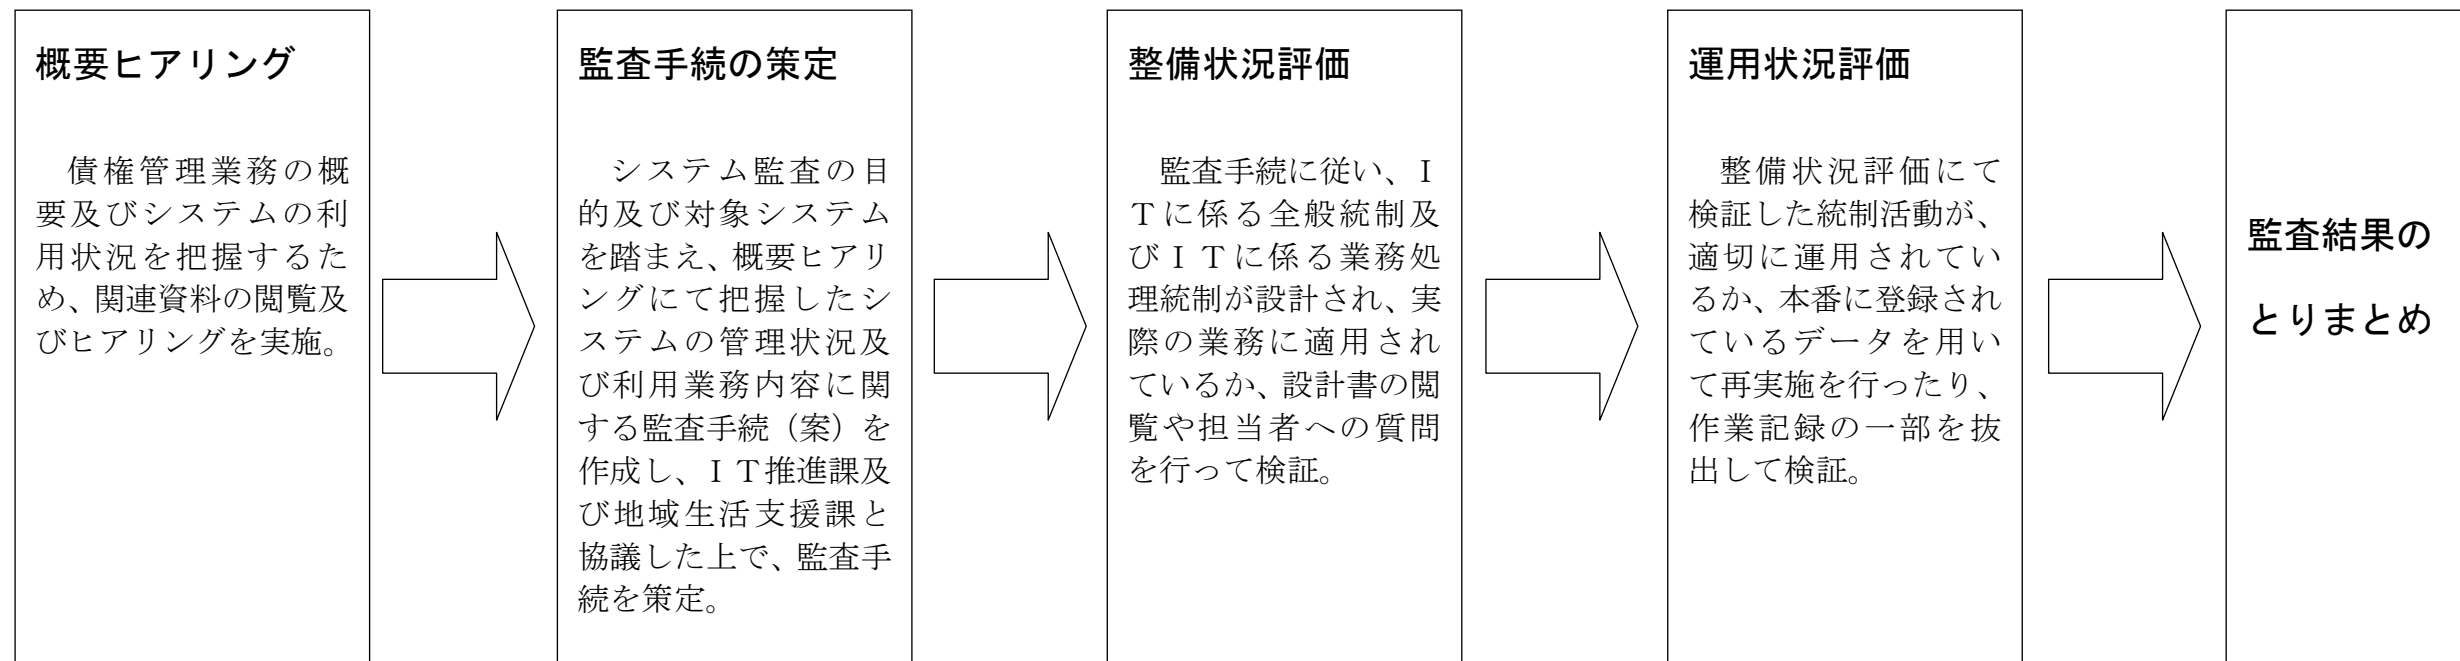 概要ヒアリング
債権管理業務の概
要及びシステムの利
用状況を把握するた
め、関連資料の閲覧及
びヒアリングを実施。
監査手続の策定
システム監査の目
的及び対象システム
を踏まえ、概要ヒアリ
ングにて把握したシ
ステムの管理状況及
び利用業務内容に関
する監査手続（案）を
作成し、ＩＴ推進課及
び地域生活支援課と
協議した上で、監査手
続を策定。
整備状況評価
監査手続に従い、Ｉ
Ｔに係る全般統制及
びＩＴに係る業務処
理統制が設計され、実
際の業務に適用され
ているか、設計書の閲
覧や担当者への質問
を行って検証。
運用状況評価
整備状況評価にて
検証した統制活動が、
適切に運用されてい
るか、本番に登録され
ているデータを用い
て再実施を行ったり、
作業記録の一部を抜
出して検証。
監査結果の
とりまとめ